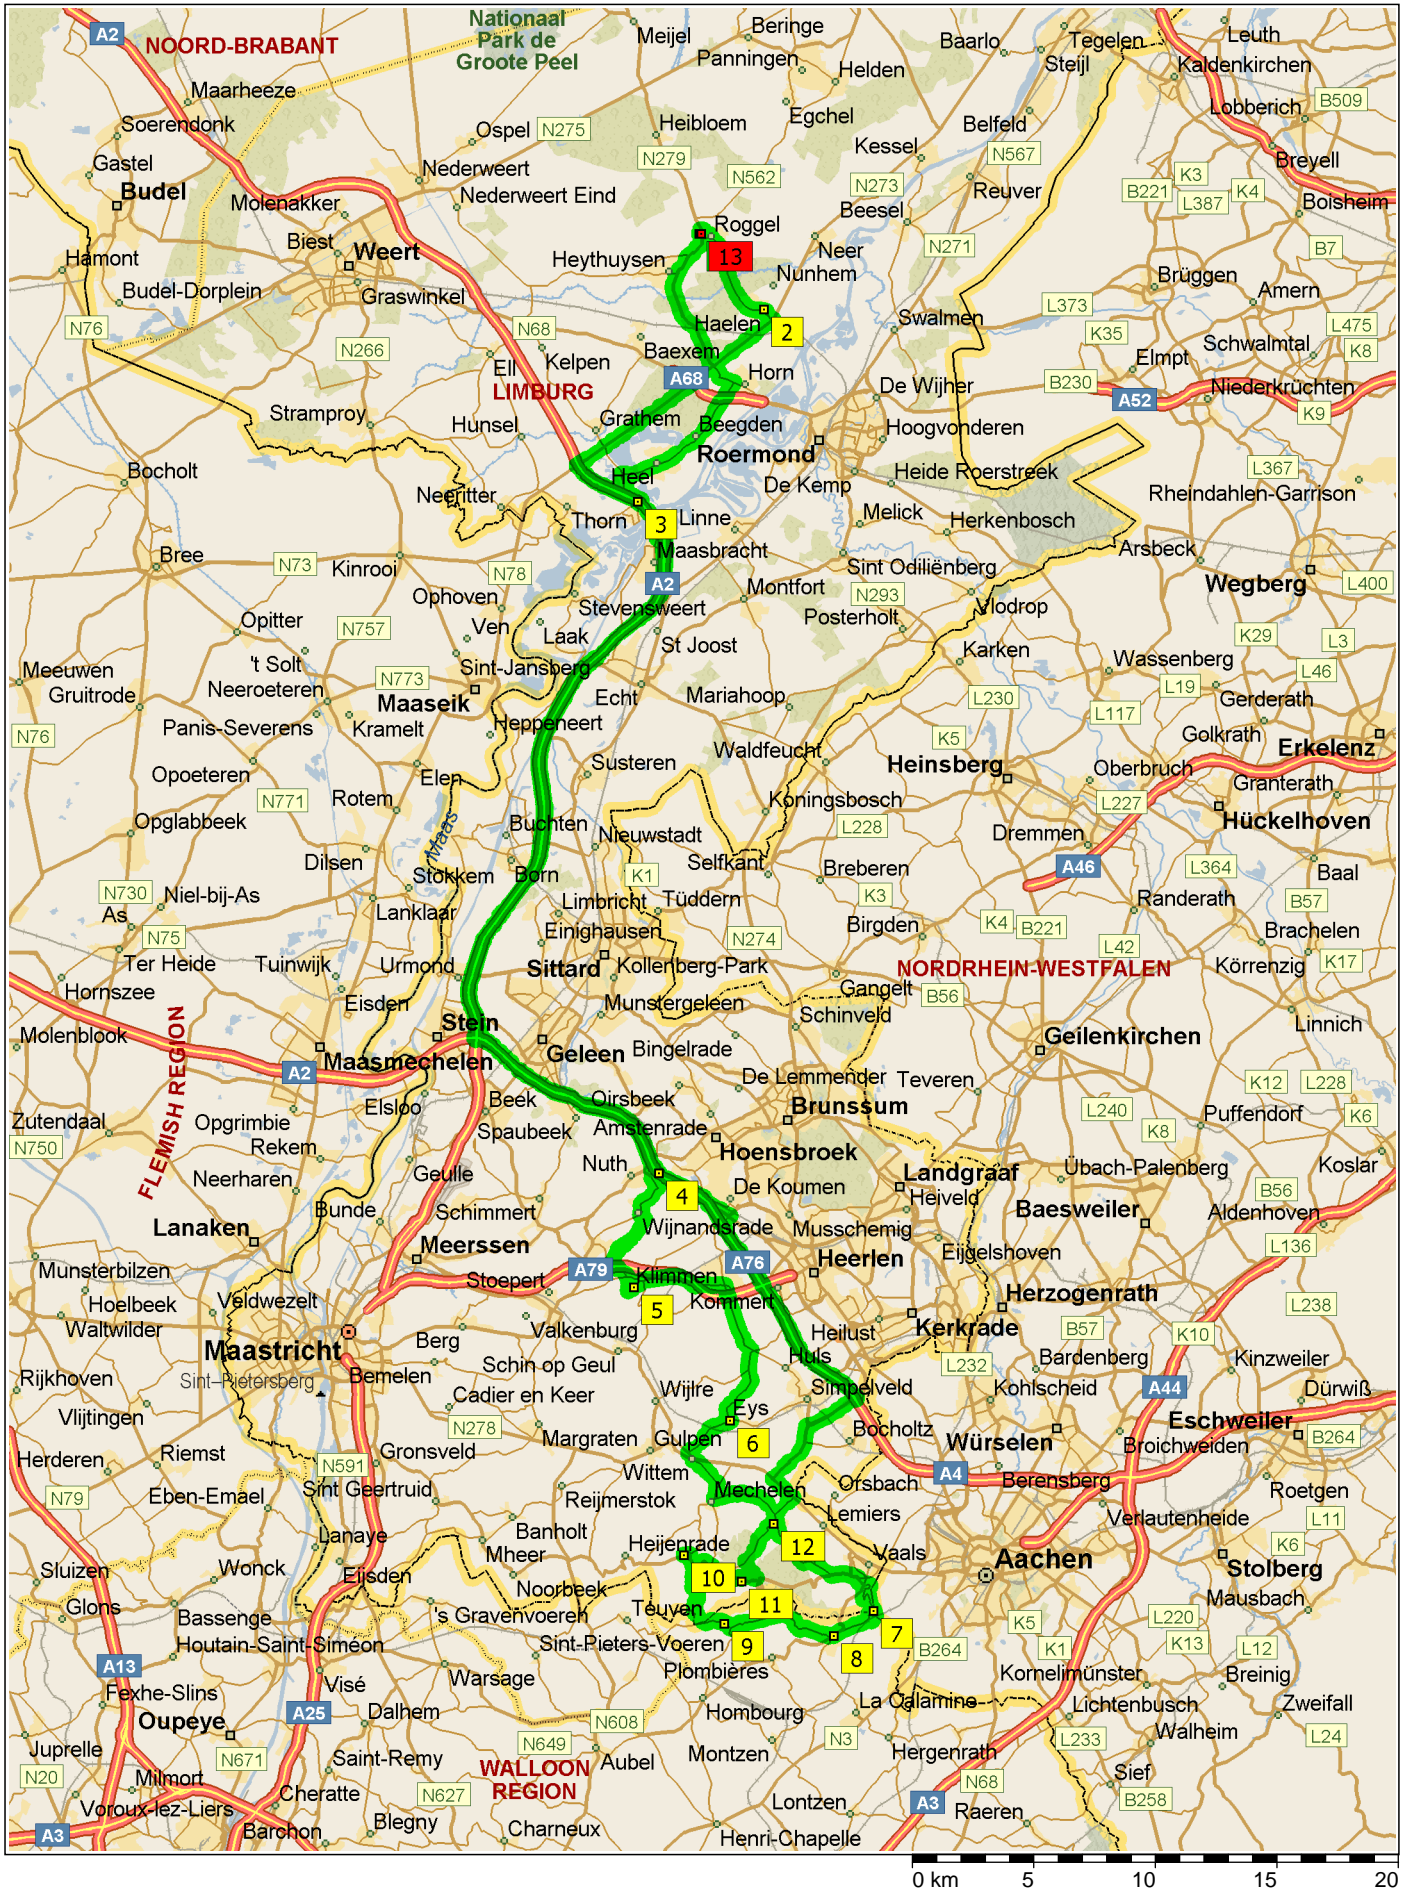 A2
NOORD-BRABANT
Nationaal
Park de
Groote Peel
Meijel
Beringe
Panningen
Helden
Baarlo
Tegelen
Steijl
Leuth
Kaldenkirchen
Maarheeze
Soerendonk
Ospel
N275
Heibloem
Egchel
Belfeld
Lobberich
B509
Gastel
Budel
Nederweert
Nederweert Eind
N279
N562
Kessel
N273
N567
Reuver
Breyell
K3
B221
L387
K4
Boisheim
Molenakker
Biest
Weert
Roggel
13
Beesel
Neer
Nunhem
N271
B7
Hamont
Budel-Dorplein
Graswinkel
Heythuysen
Brüggen
Amern
N76
N266
N68
Kelpen
Ell
Haelen
2
Swalmen
L373
K35
Elmpt
Schwalmtal
L475
K8
LIMBURG
Baexem
A68
Horn
De Wijher
B230
A52
Niederkrüchten
K9
Stramproy
Hunsel
Grathem
Beegden
Roermond
Hoogvonderen
Bocholt
Neeritter
Heel
De Kemp
Heide Roerstreek
L367
Rheindahlen-Garrison
Thorn
3
Linne
Melick
Herkenbosch
Bree
N73
Kinrooi
N78
Maasbracht
Sint Odiliënberg
Arsbeck
Wegberg
L400
A2
Ophoven
Stevensweert
Montfort
N293
Posterholt
Vlodrop
Opitter
N757
Ven
Laak
St Joost
Karken
K29
L3
Meeuwen
't Solt
Sint-Jansberg
Wassenberg
L46
Gruitrode
Neeroeteren
N773
Maaseik
Echt
Mariahoop
L230
L19
Gerderath
L117
Panis-Severens
Kramelt
Heppeneert
N76
K5
Golkrath
Erkelenz
Waldfeucht
Heinsberg
Opoeteren
Elen
Susteren
Oberbruch
Granterath
N771
Rotem
Koningsbosch
L227
Opglabbeek
Maas
Buchten
Nieuwstadt
L228
Dremmen
Hückelhoven
Dilsen
Stokkem
Born
Selfkant
Breberen
A46
L364
Baal
N730
Niel-bij-As
K1
K3
As
Lanklaar
Limbricht
Tüddern
Randerath
B57
N75
Einighausen
N274
Birgden
K4
B221
L42
Brachelen
Ter Heide
Tuinwijk
Urmond
Sittard
Kollenberg-Park
NORDRHEIN-WESTFALEN
Körrenzig
K17
Hornszee
Eisden
Munstergeleen
Gangelt
B56
Molenblook
Stein
Schinveld
Linnich
FLEMISH REGION
A2
Maasmechelen
Geleen
Bingelrade
Geilenkirchen
De Lemmender
Teveren
K12
L228
Zutendaal
Opgrimbie
Elsloo
Beek
Oirsbeek
Brunssum
L240
Puffendorf
K6
N750
Rekem
Spaubeek
Amstenrade
K8
Hoensbroek
Neerharen
Geulle
Nuth
4
De Koumen
Landgraaf
Heiveld
Übach-Palenberg
Koslar
B56
Bunde
Schimmert
Wijnandsrade
Musschemig
Baesweiler
Aldenhoven
Lanaken
Meerssen
A76
Heerlen
Eijgelshoven
L136
Munsterbilzen
Stoepert
A79
Klimmen
5
Kommert
Herzogenrath
Hoelbeek
Veldwezelt
L238
Waltwilder
Berg
Valkenburg
Heilust
Kerkrade
B57
K10
Maastricht
Schin op Geul
Huls
L232
Bardenberg
Kinzweiler
Rijkhoven
Sint–Pietersberg
Bemelen
Cadier en Keer
Wijlre
Simpelveld
Kohlscheid
A44
Dürwiß
Vlijtingen
N278
Eys
6
Eschweiler
Herderen
Riemst
Gronsveld
Margraten
Gulpen
Bocholtz
Würselen
Broichweiden
B264
N79
N591
Wittem
Orsbach
A4
Berensberg
Roetgen
Eben-Emael
Sint Geertruid
Reijmerstok
Mechelen
Lemiers
Verlautenheide
L11
Lanaye
Banholt
12
Vaals
K6
Sluizen
Wonck
Mheer
Heijenrade
Aachen
Stolberg
Eijsden
Noorbeek
10
11
Mausbach
Glons
Bassenge
's Gravenvoeren
Teuven
L220
Houtain-Saint-Siméon
Sint-Pieters-Voeren
9
7
8
K5
K1
K13
L12
A13
B264
Warsage
Plombières
Kornelimünster
Breinig
Fexhe-Slins
Visé
La Calamine
Lichtenbusch
Zweifall
Oupeye
A25
Dalhem
N608
Hombourg
Walheim
L24
Juprelle
N671
N649
Aubel
Montzen
N3
Hergenrath
L233
Saint-Remy
WALLOON
REGION
N20
Milmort
Cheratte
N627
N68
Sief
Voroux-lez-Liers
Blegny
Lontzen
A3
Raeren
B258
A3
Barchon
Charneux
Henri-Chapelle
0 km 5 10 15 20